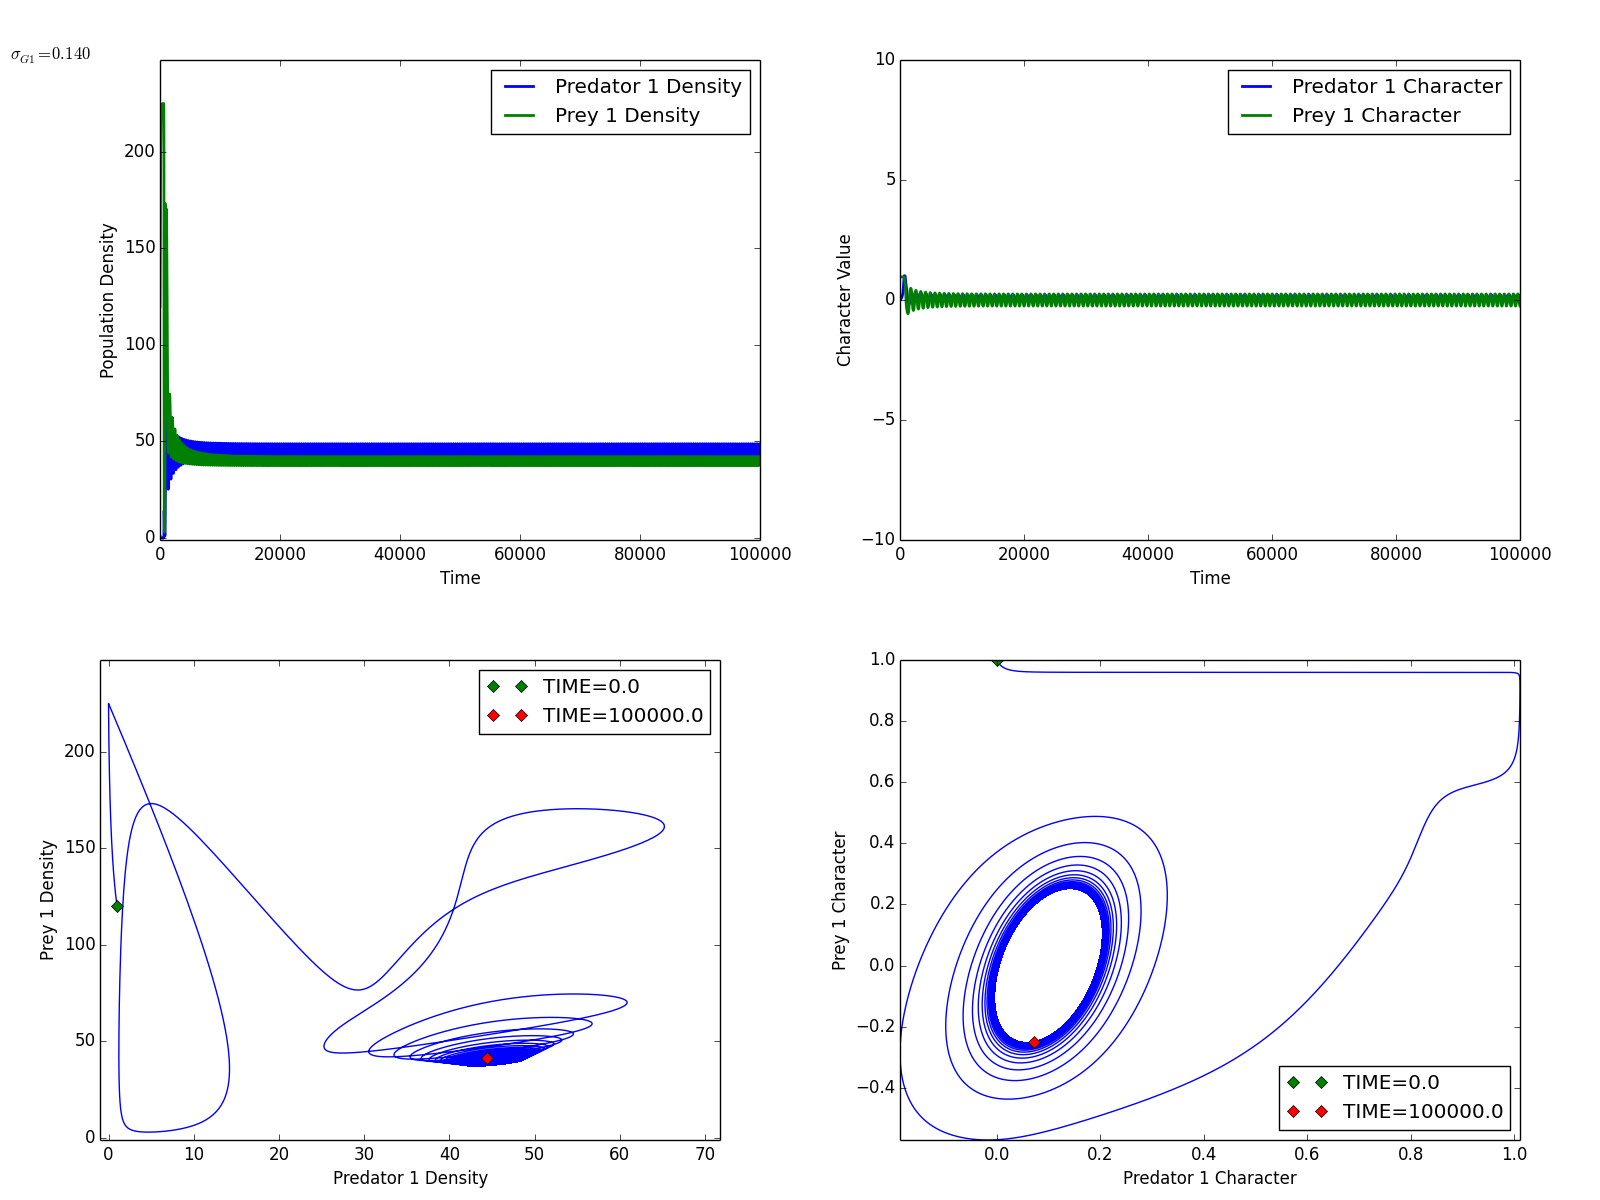 σG1=0.140
Predator 1 Density
Prey 1 Density
Population Density
200
150
100
50
0
0 20000 40000 60000 80000 100000
Time
Predator 1 Character
Prey 1 Character
Character Value
10
5
0
−5
−10
0 20000 40000 60000 80000 100000
Time
TIME=0.0
TIME=100000.0
Prey 1 Density
200
150
100
50
0
0 10 20 30 40 50 60 70
Predator 1 Density
Prey 1 Character
1.0
0.8
0.6
0.4
0.2
0.0
−0.2
−0.4
TIME=0.0
TIME=100000.0
0.0 0.2 0.4 0.6 0.8 1.0
Predator 1 Character